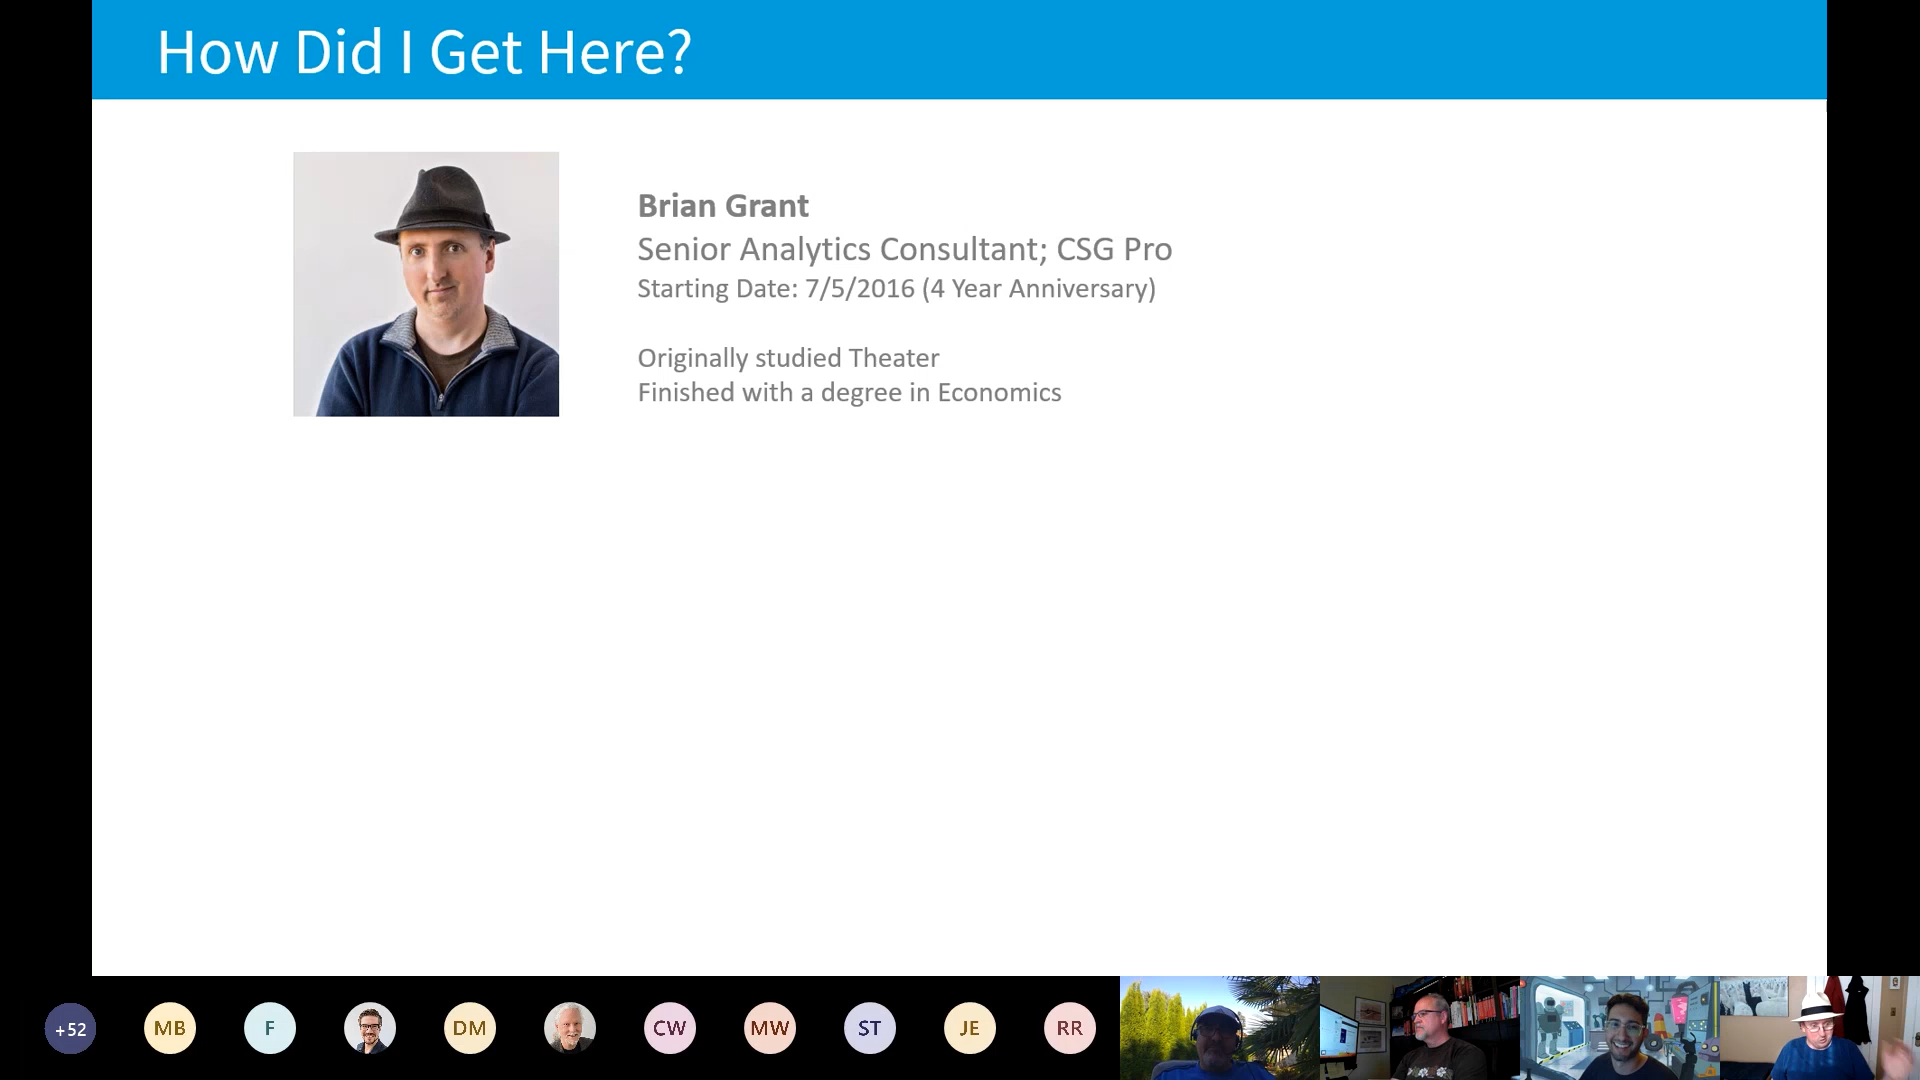 How Did I Get Here?
Brian Grant
Senior Analytics Consultant; CSG Pro
Starting Date: 7/5/2016 (4 Year Anniversary)
Originally studied Theater
Finished with a degree in Economics
+52
MB
F
DM
CW
MW
ST
JE
RR